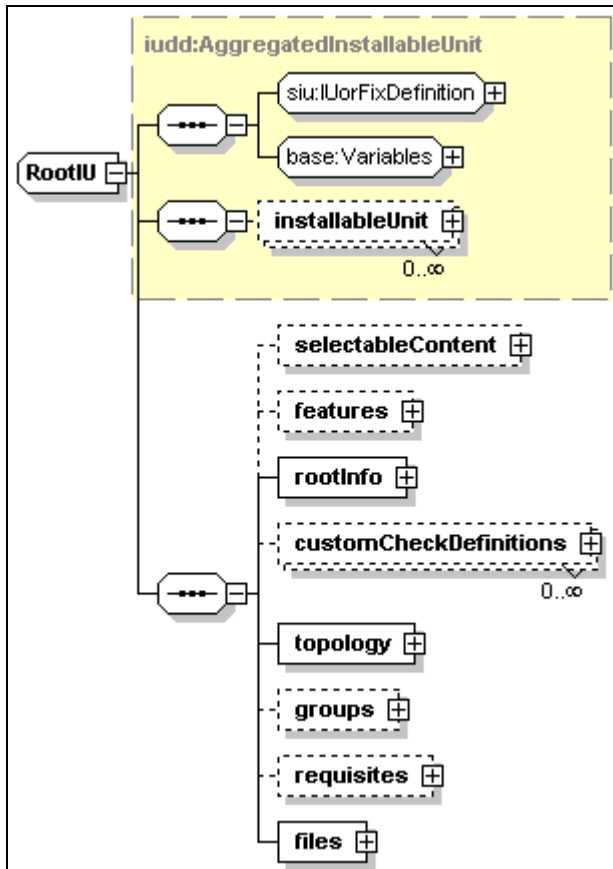 iudd:AggregatedInstallableUnit
siu:IUorFixDefinition
base:Variables
RootIU
installableUnit
0..∞
selectableContent
features
rootInfo
customCheckDefinitions
0..∞
topology
groups
requisites
files